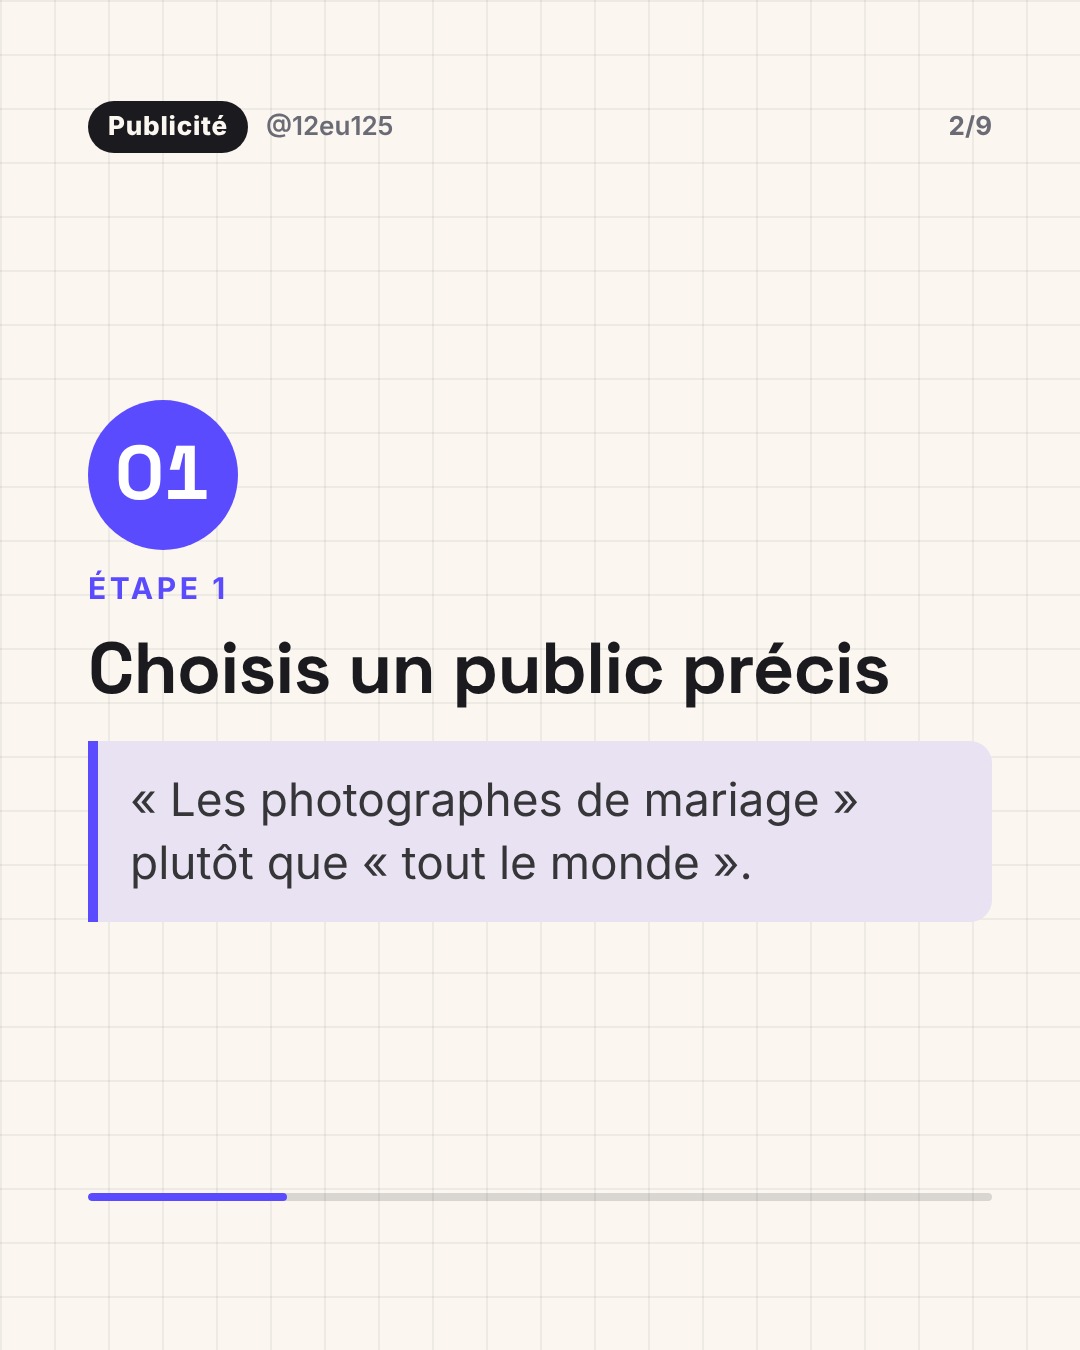 Publicité @12eu125 2/9
01
ÉTAPE 1
Choisis un public précis
« Les photographes de mariage »
plutôt que « tout le monde ».